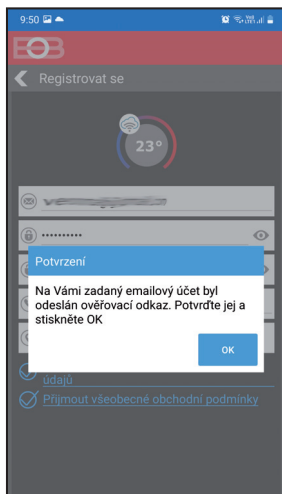 9:50
EOB
Registrovat se
23°
Potvrzení
Na Vámi zadaný emailový účet byl
odeslán ověřovací odkaz. Potvrďte jej a
stiskněte OK
OK
údajů
Přijmout všeobecné obchodní podmínky